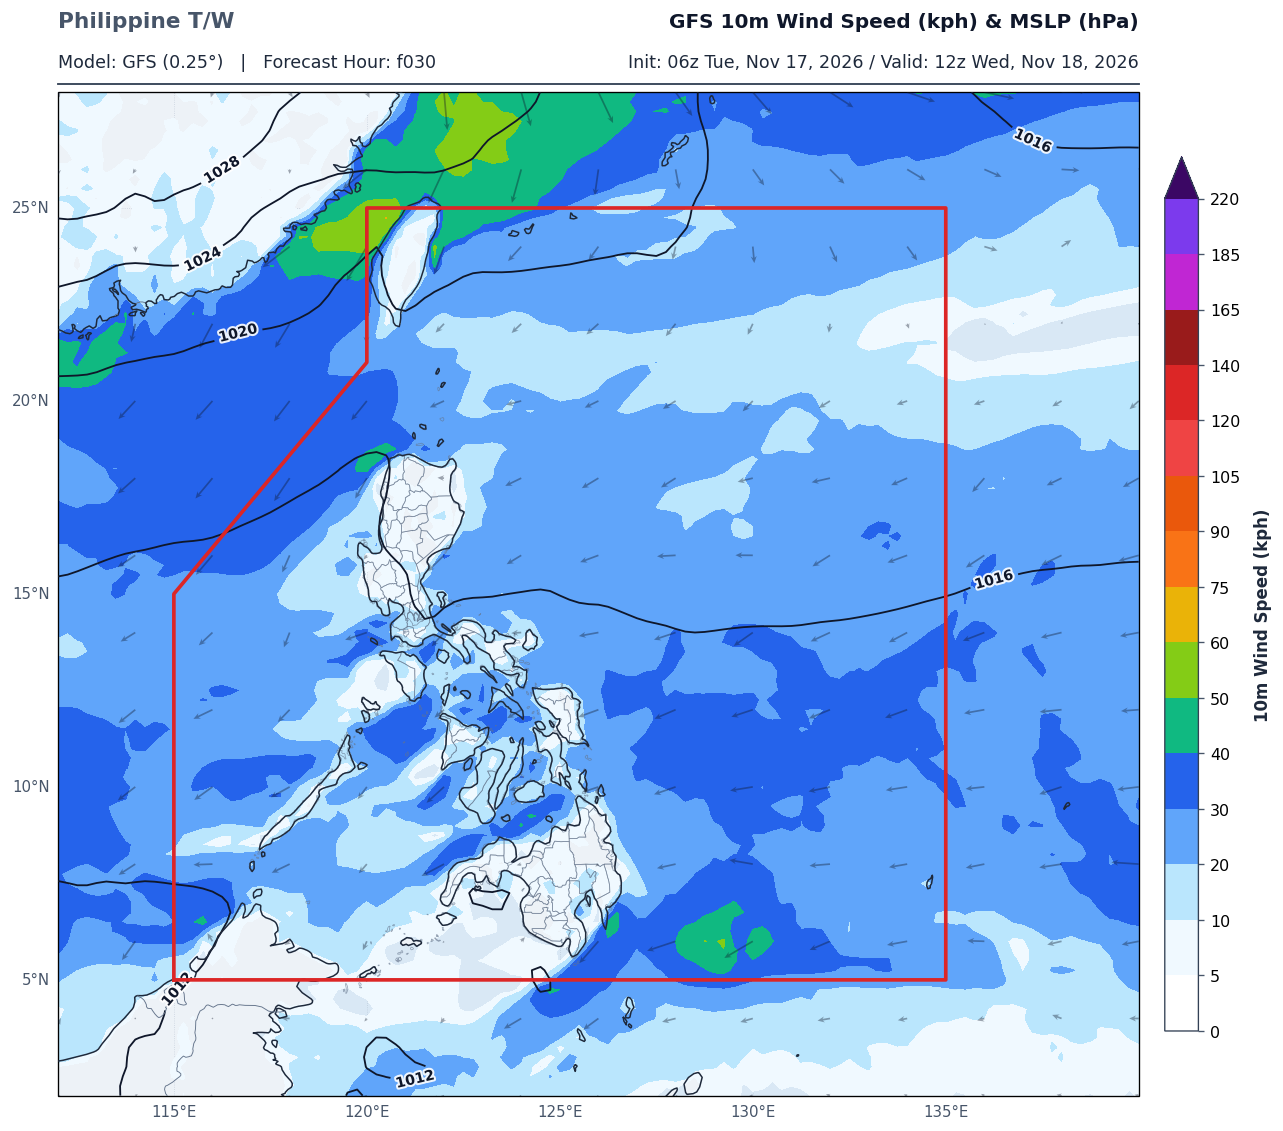 Philippine T/W
GFS 10m Wind Speed (kph) & MSLP (hPa)
Model: GFS (0.25°)   |   Forecast Hour: f030
Init: 06z Tue, Nov 17, 2026 / Valid: 12z Wed, Nov 18, 2026
1028
1024
1020
1016
1016
1012
1012
25°N
20°N
15°N
10°N
5°N
115°E
120°E
125°E
130°E
135°E
220
185
165
140
120
105
90
75
60
50
40
30
20
10
5
0
10m Wind Speed (kph)